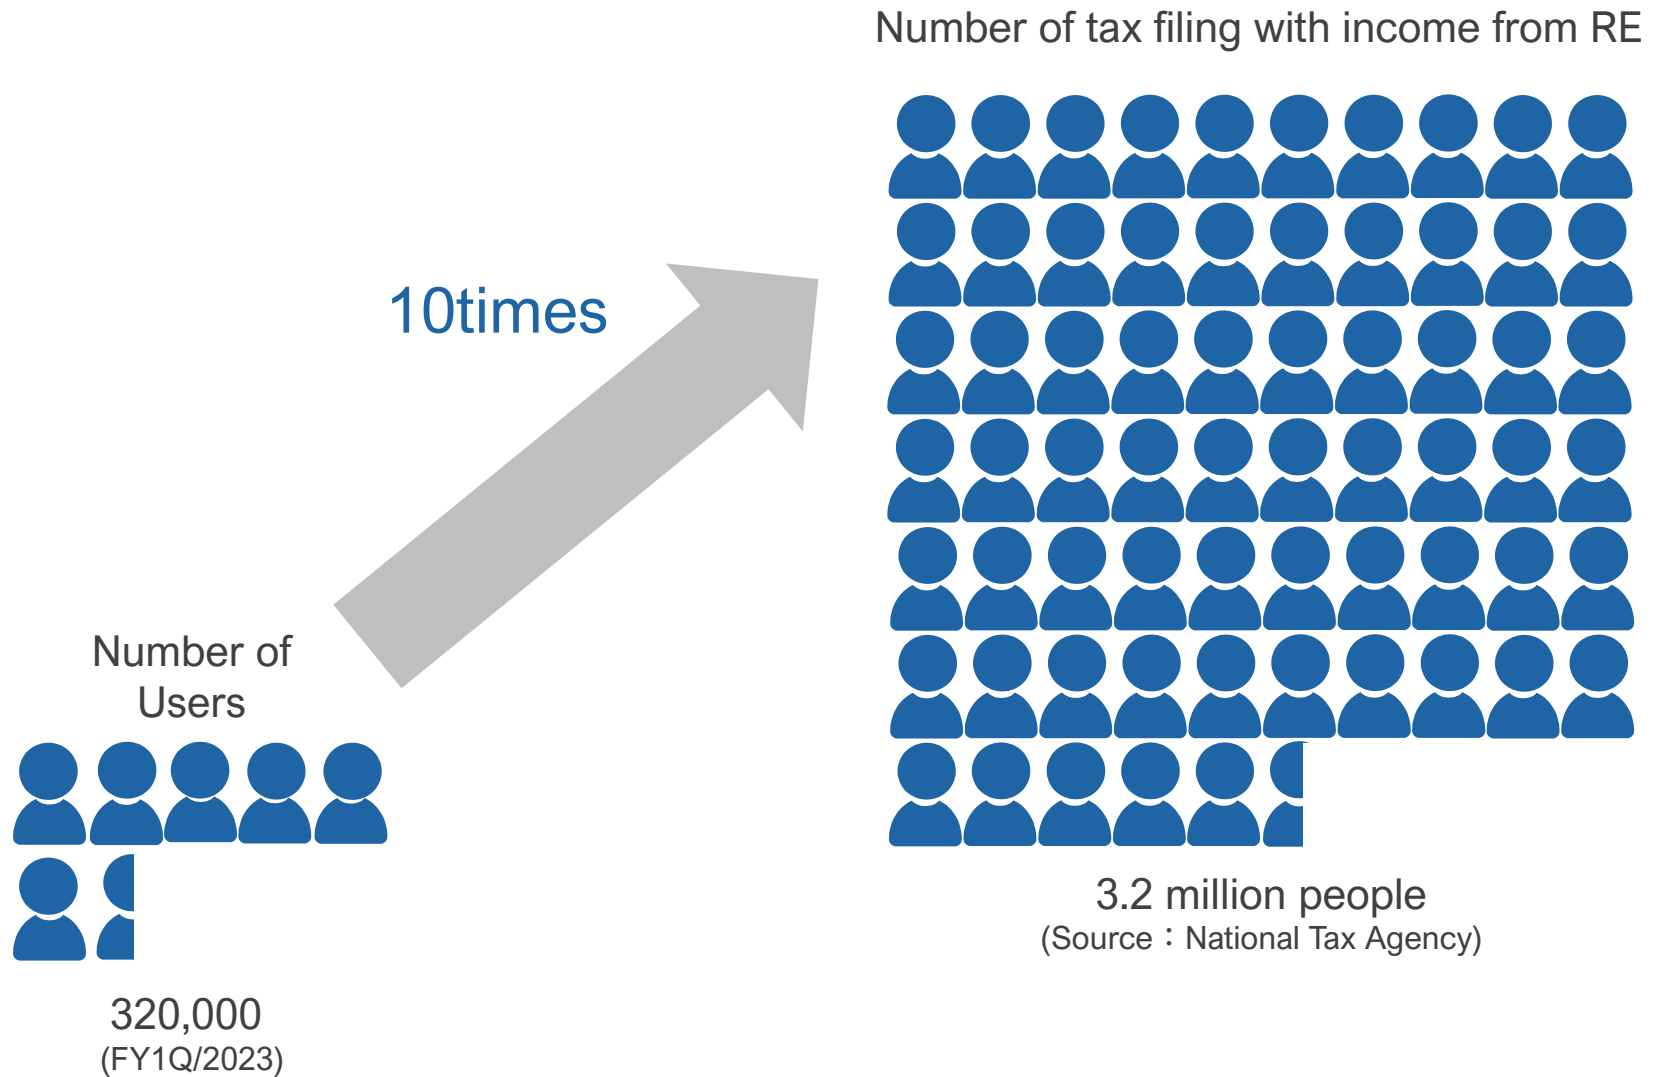 Number of tax filing with income from RE
10times
Number of
Users
320,000
(FY1Q/2023)
3.2 million people
(Source：National Tax Agency)